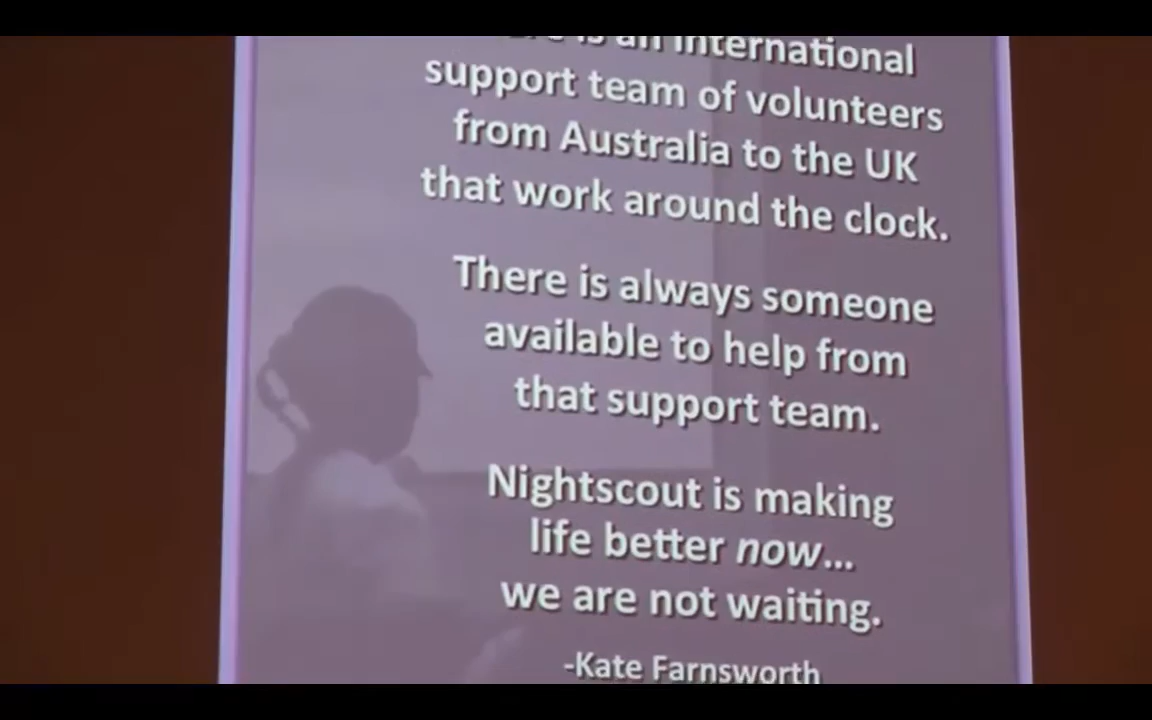 is an international
support team of volunteers
from Australia to the UK
that work around the clock.
There is always someone
available to help from
that support team.
Nightscout is making
life better now...
we are not waiting.
-Kate Farnsworth